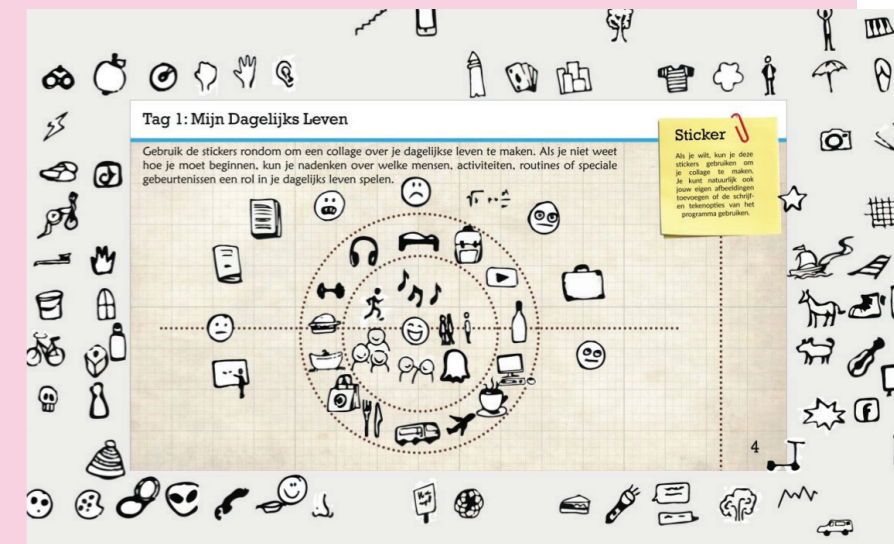 Tag 1: Mijn Dagelijks Leven
Gebruik de stickers rondom om een collage over je dagelijkse leven te maken. Als je niet weet
hoe je moet beginnen, kun je nadenken over welke mensen, activiteiten, routines of speciale
gebeurtenissen een rol in je dagelijks leven spelen.
Sticker
Als je wilt, kun je deze
stickers gebruiken om
je collage te maken.
Je kunt natuurlijk ook
jouw eigen afbeeldingen
toevoegen of de schrijf-
en tekenopties van het
programma gebruiken.
4